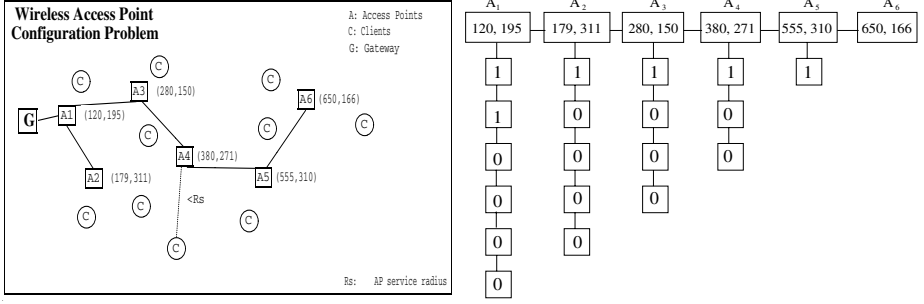 Wireless Access Point
Configuration Problem
A: Access Points
C: Clients
G: Gateway
C
C
C
A3 (280,150)
A6 (650,166)
G
A1 (120,195)
C
C
C
A4 (380,271)
A2 (179,311)
A5 (555,310)
<Rs
C
C
C
C
Rs: AP service radius
A1 A2 A3 A4 A5 A6
120, 195 179, 311 280, 150 380, 271 555, 310 650, 166
1 1 1 1 1
1 0 0 0
0 0 0 0
0 0 0
0 0
0